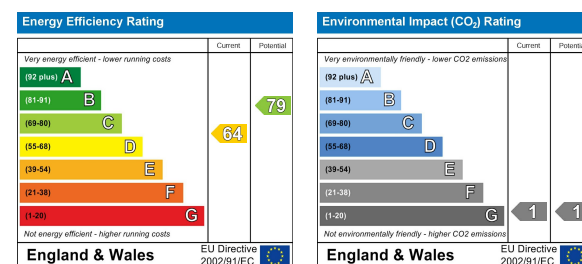 Energy Efficiency Rating
Current Potential
Very energy efficient - lower running costs
(92 plus) A
(81-91) B
(69-80) C
(55-68) D
(39-54) E
(21-38) F
(1-20) G
64
79
Not energy efficient - higher running costs
England & Wales
EU Directive
2002/91/EC
Environmental Impact (CO₂) Rating
Current Potential
Very environmentally friendly - lower CO2 emissions
(92 plus) A
(81-91) B
(69-80) C
(55-68) D
(39-54) E
(21-38) F
(1-20) G
1
1
Not environmentally friendly - higher CO2 emissions
England & Wales
EU Directive
2002/91/EC